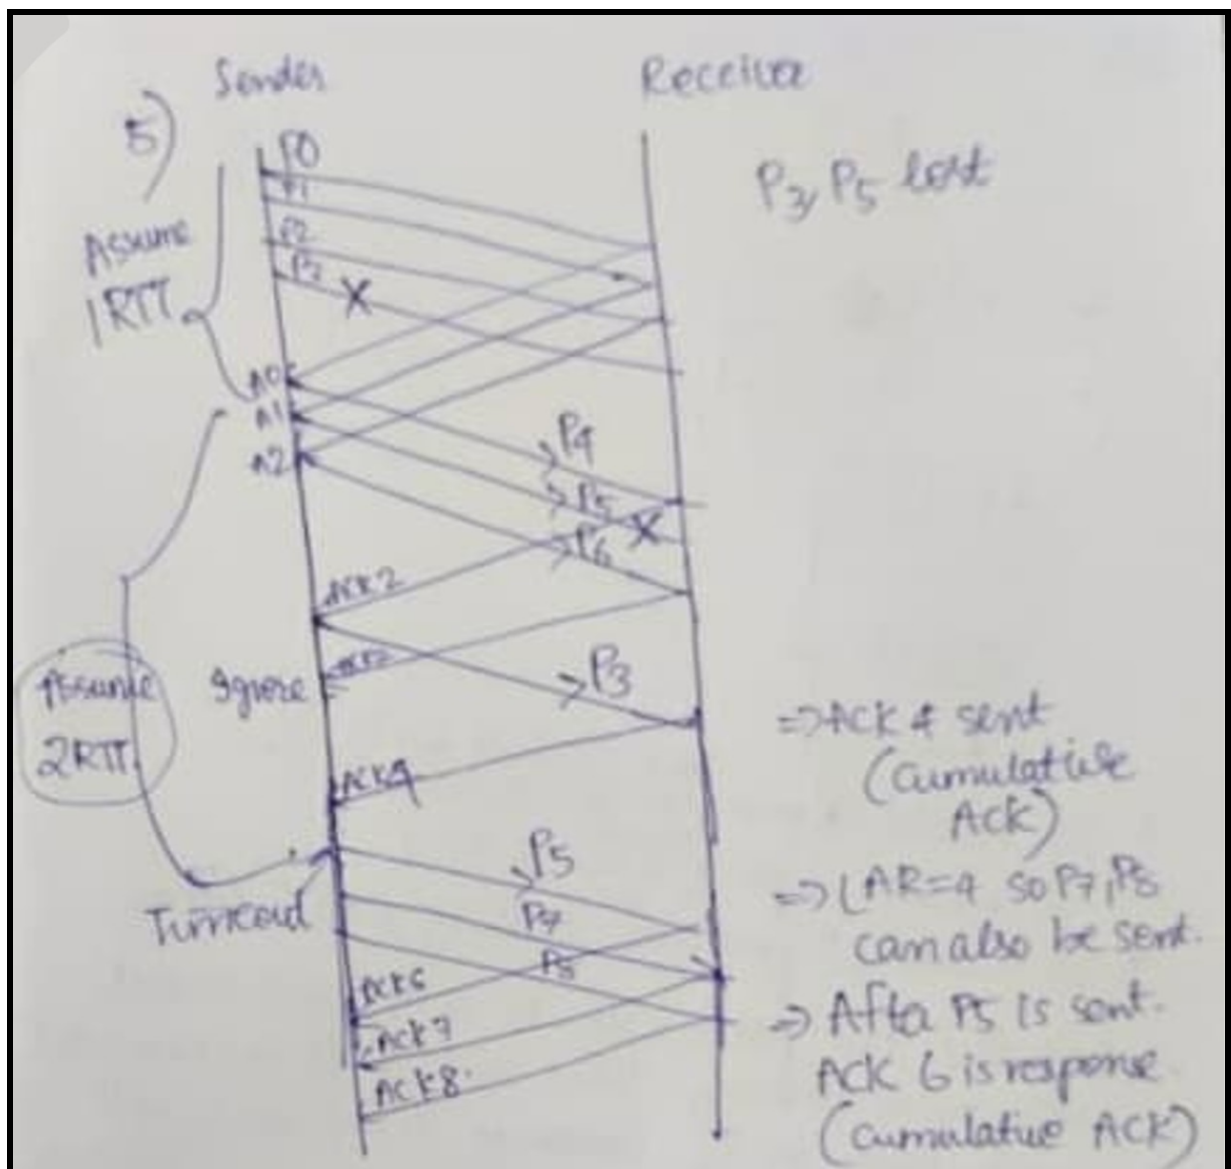 Sender
Receiver
5)
P0
P1
P2
P3
P3, P5 lost
Assume
1RTT
A0
A1
A2
P4
P5
P6
ACK2
Ignore
P3
Assume
2RTT
ACK4
=> ACK 4 sent
(Cumulative
ACK)
P5
Timeout
P7
P8
=> LAR=4 so P7, P8
can also be sent.
ACK6
ACK7
ACK8
=> After P5 is sent.
ACK 6 is response
(cumulative ACK)